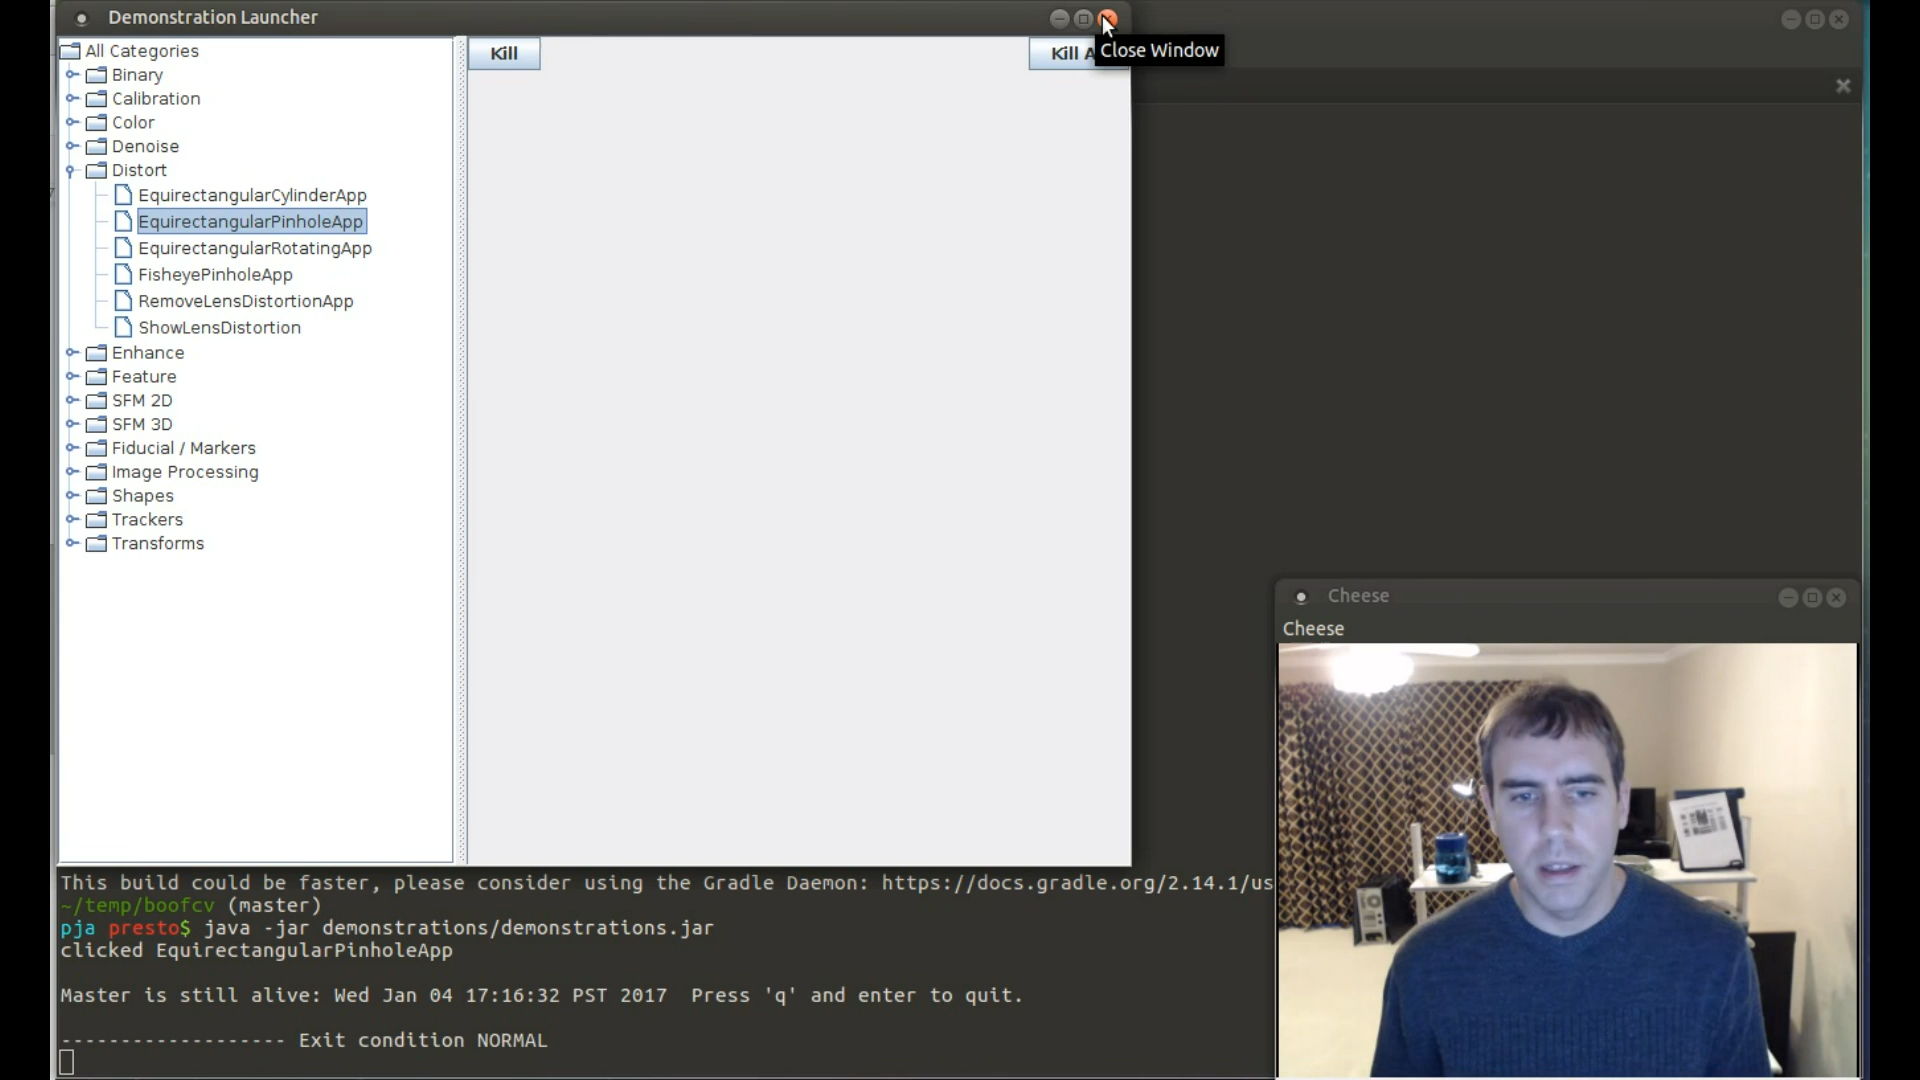 Demonstration Launcher
All Categories
Binary
Calibration
Color
Denoise
Distort
EquirectangularCylinderApp
EquirectangularPinholeApp
EquirectangularRotatingApp
FisheyePinholeApp
RemoveLensDistortionApp
ShowLensDistortion
Enhance
Feature
SFM 2D
SFM 3D
Fiducial / Markers
Image Processing
Shapes
Trackers
Transforms
Kill
Kill A
Close Window
This build could be faster, please consider using the Gradle Daemon: https://docs.gradle.org/2.14.1/us
~/temp/boofcv (master)
pja presto$ java -jar demonstrations/demonstrations.jar
clicked EquirectangularPinholeApp
Master is still alive: Wed Jan 04 17:16:32 PST 2017  Press 'q' and enter to quit.
------------------- Exit condition NORMAL
Cheese
Cheese